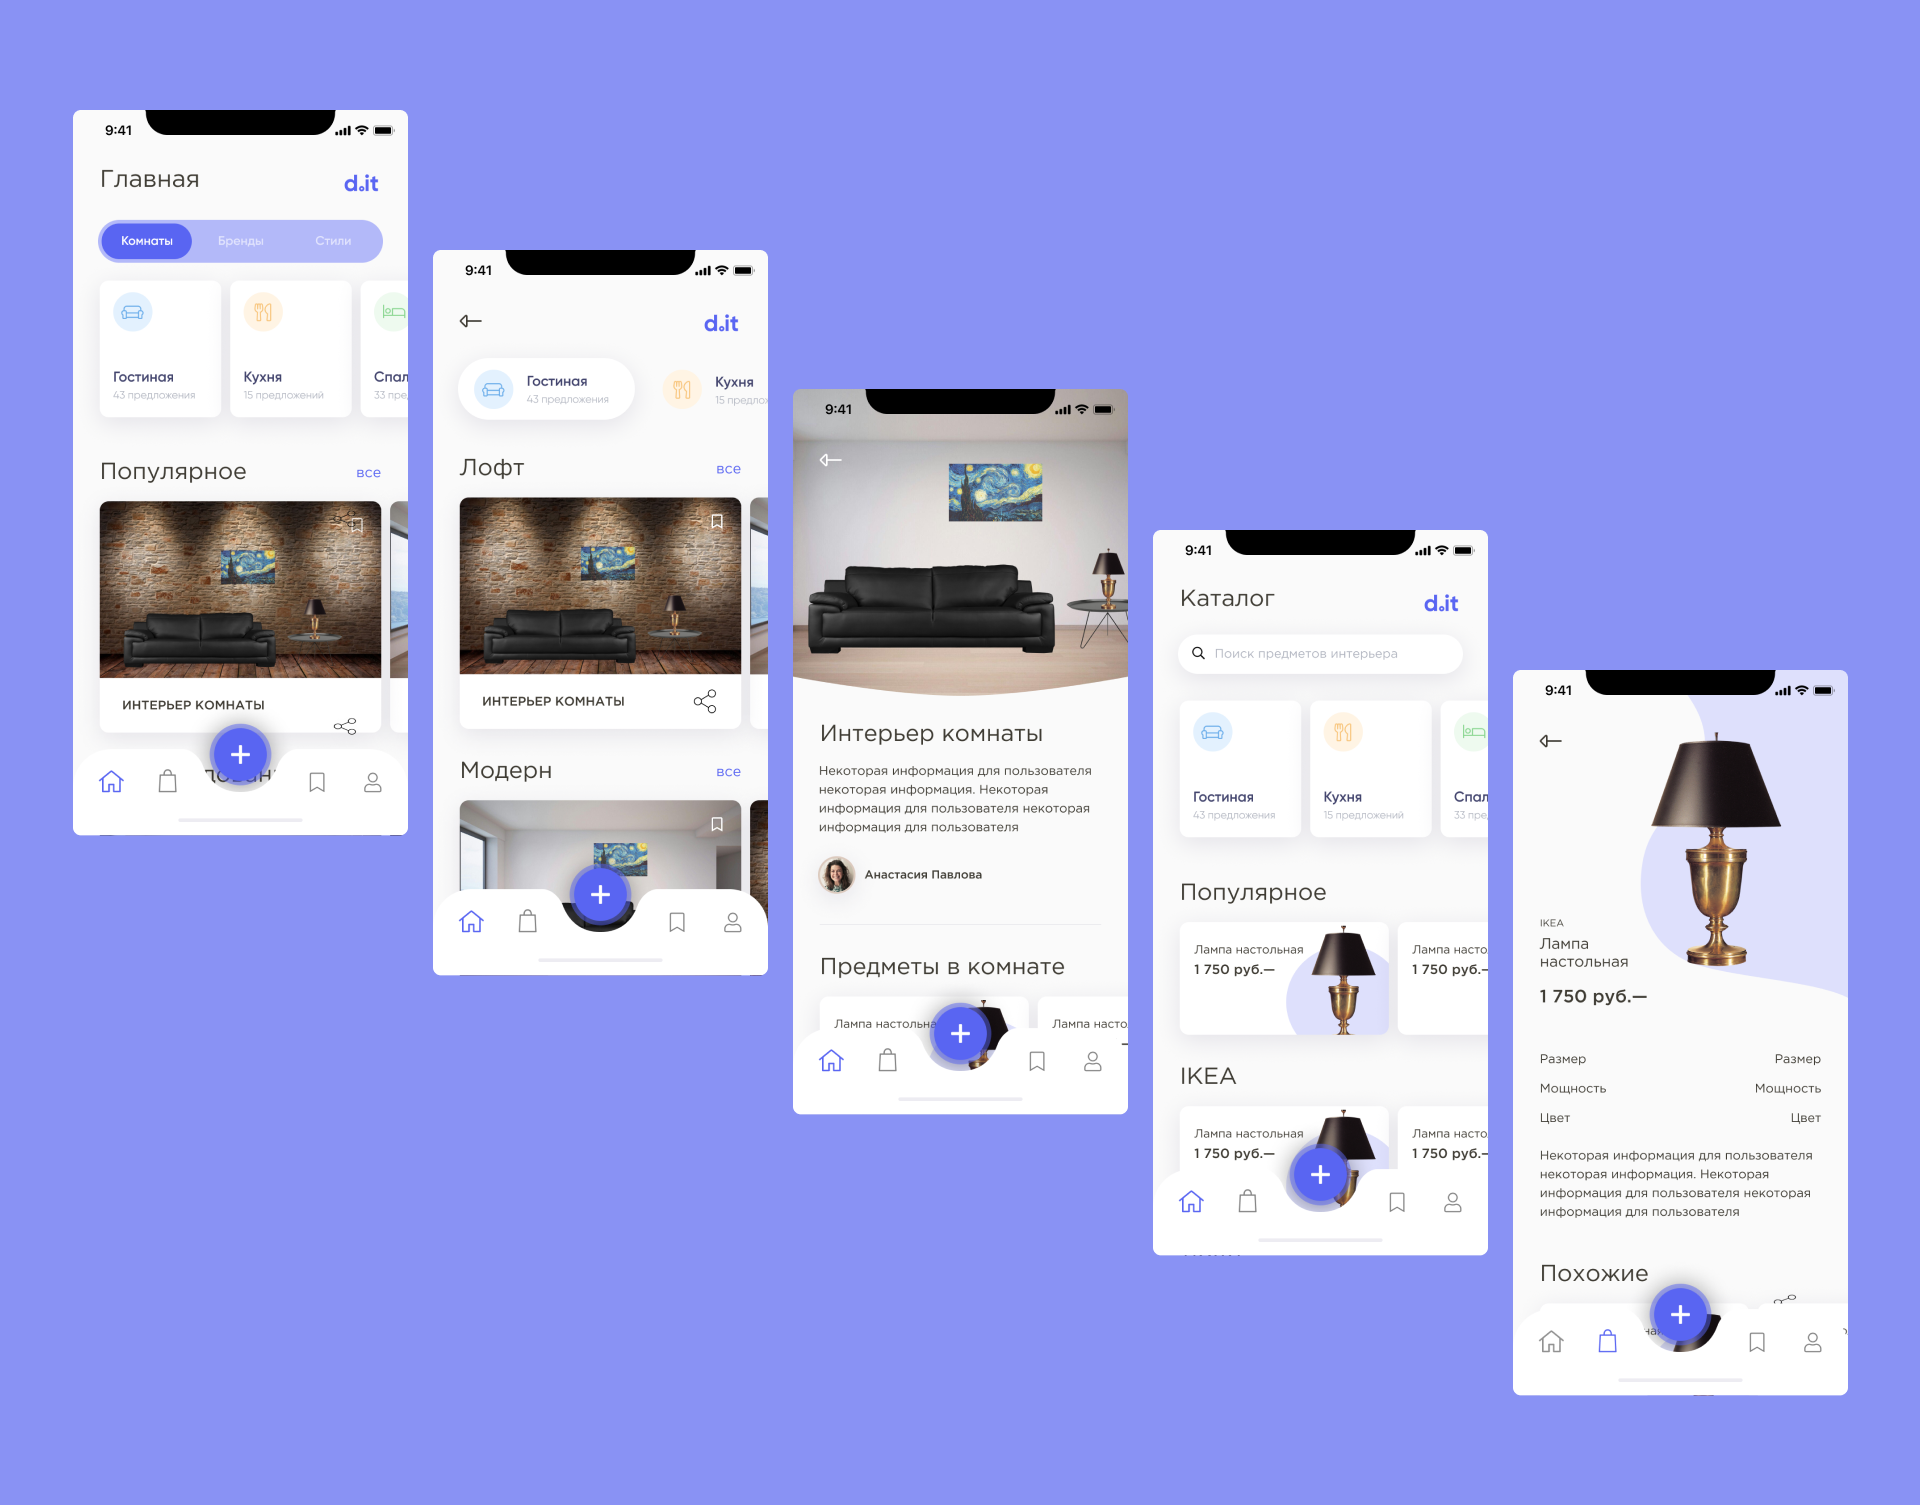 9:41
Главная
d.it
Комнаты Бренды Стили
Гостиная
43 предложения
Кухня
15 предложений
Спал
33 пре
Популярное
все
ИНТЕРЬЕР КОМНАТЫ
9:41
d.it
Гостиная
43 предложения
Кухня
15 предлож
Лофт
все
ИНТЕРЬЕР КОМНАТЫ
Модерн
все
9:41
Интерьер комнаты
Некоторая информация для пользователя
некоторая информация. Некоторая
информация для пользователя некоторая
информация для пользователя
Анастасия Павлова
Предметы в комнате
Лампа настольна
Лампа насто
9:41
Каталог
d.it
Поиск предметов интерьера
Гостиная
43 предложения
Кухня
15 предложений
Спал
33 пре
Популярное
Лампа настольная
1 750 руб.—
Лампа насто
1 750 руб.—
IKEA
Лампа настольная
1 750 руб.—
Лампа насто
1 750 руб.—
9:41
IKEA
Лампа
настольная
1 750 руб.—
Размер Размер
Мощность Мощность
Цвет Цвет
Некоторая информация для пользователя
некоторая информация. Некоторая
информация для пользователя некоторая
информация для пользователя
Похожие